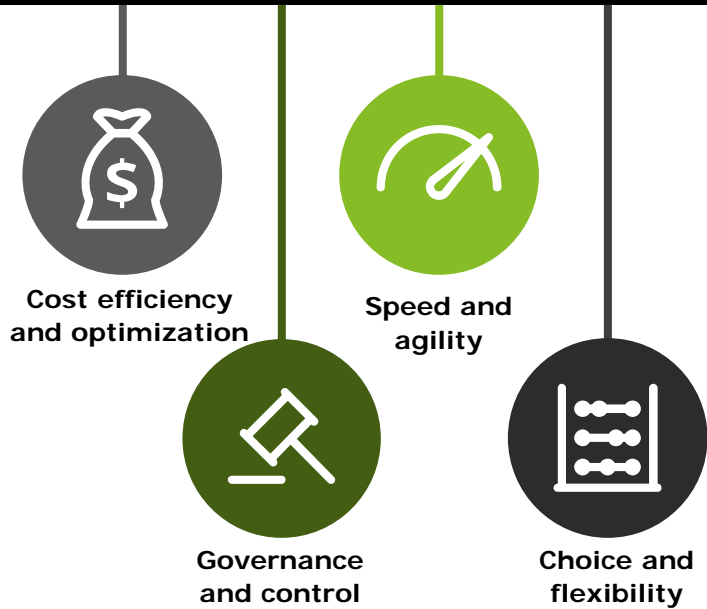 $
Cost efficiency
and optimization
Speed and
agility
Governance
and control
Choice and
flexibility